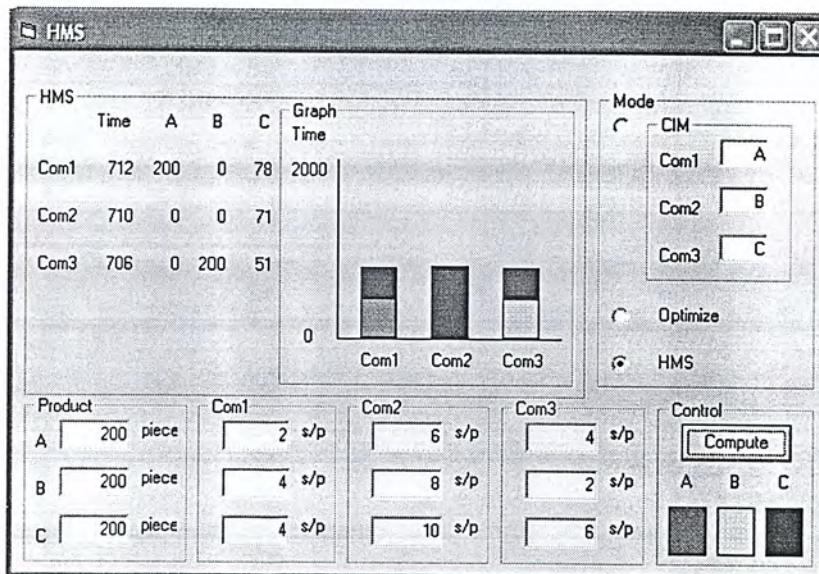 HMS
HMS
Time A B C
Com1 712 200 0 78
Com2 710 0 0 71
Com3 706 0 200 51
Graph
Time
2000
0
Com1 Com2 Com3
Mode
CIM
Com1 A
Com2 B
Com3 C
Optimize
HMS
Product
A 200 piece
B 200 piece
C 200 piece
Com1
2 s/p
4 s/p
4 s/p
Com2
6 s/p
8 s/p
10 s/p
Com3
4 s/p
2 s/p
6 s/p
Control
Compute
A B C